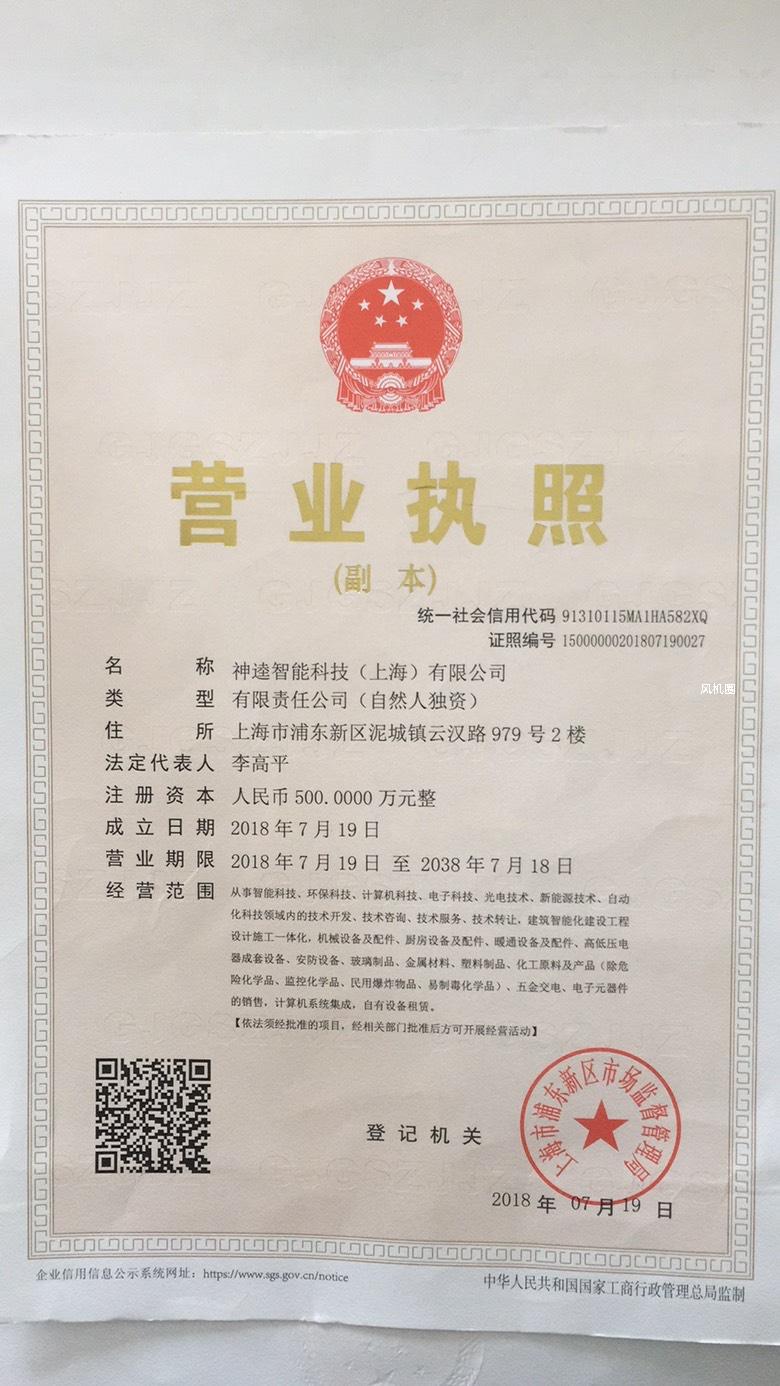 营业执照
(副 本)
统一社会信用代码 91310115MA1HA582XQ
证照编号 15000000201807190027
名 称 神逵智能科技（上海）有限公司
类 型 有限责任公司（自然人独资）
风机圈
住 所 上海市浦东新区泥城镇云汉路979号2楼
法定代表人 李高平
注册资本 人民币500.0000万元整
成立日期 2018年7月19日
营业期限 2018年7月19日 至 2038年7月18日
经营范围 从事智能科技、环保科技、计算机科技、电子科技、光电技术、新能源技术、自动
化科技领域内的技术开发、技术咨询、技术服务、技术转让，建筑智能化建设工程
设计施工一体化，机械设备及配件、厨房设备及配件、暖通设备及配件、高低压电
器成套设备、安防设备、玻璃制品、金属材料、塑料制品、化工原料及产品（除危
险化学品、监控化学品、民用爆炸物品、易制毒化学品）、五金交电、电子元器件
的销售，计算机系统集成，自有设备租赁。
【依法须经批准的项目，经相关部门批准后方可开展经营活动】
上海市浦东新区市场监督管理局
登记机关
2018年07月19日
企业信用信息公示系统网址：https://www.sgs.gov.cn/notice
中华人民共和国国家工商行政管理总局监制